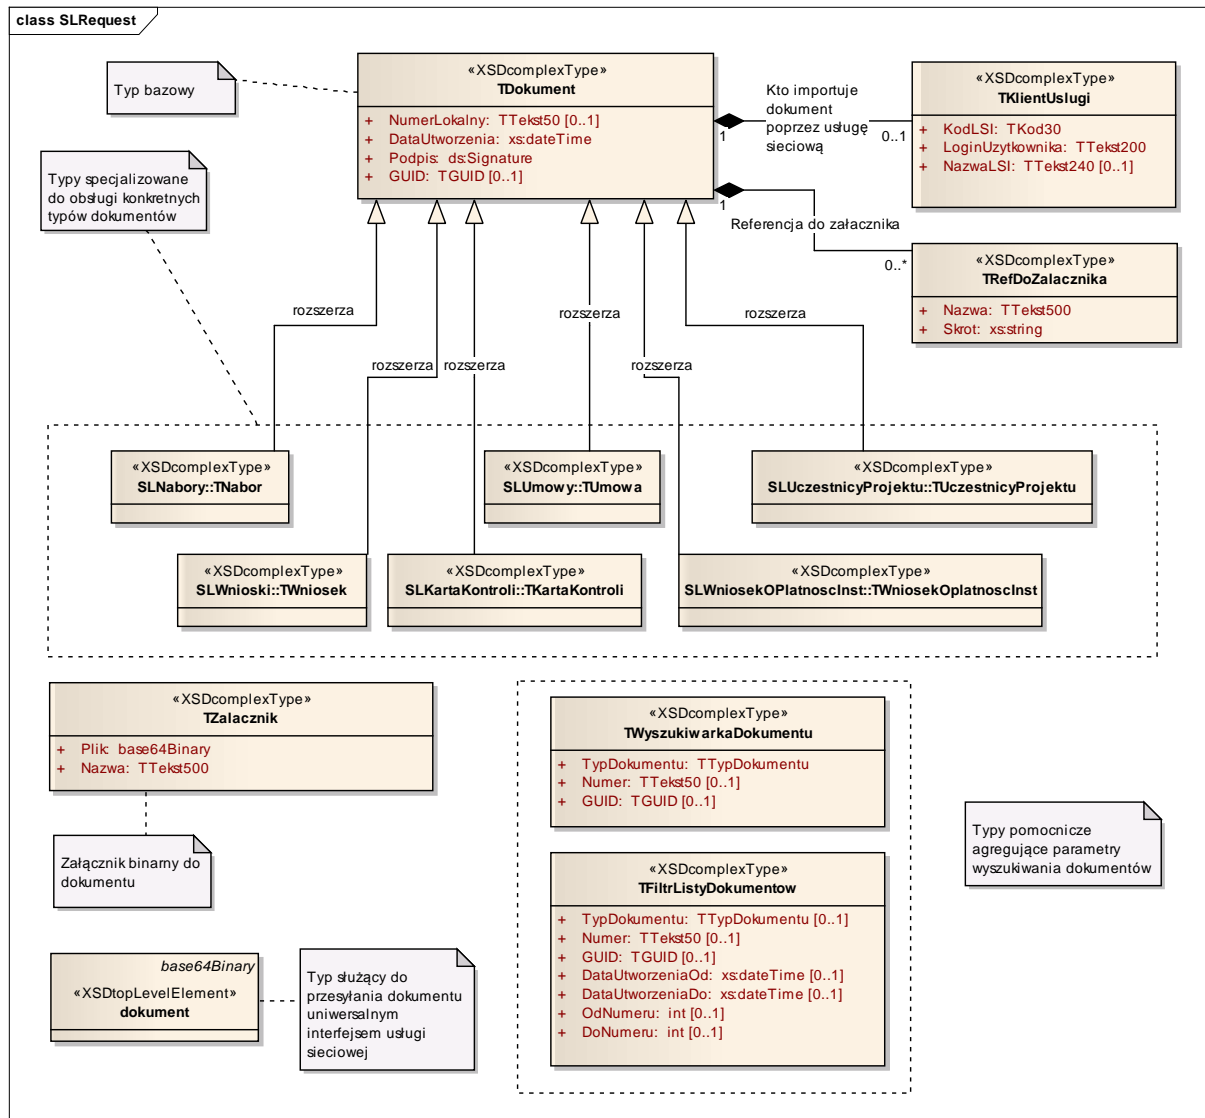 class SLRequest
Typ bazowy
«XSDcomplexType»
TDokument
+ NumerLokalny: TTekst50 [0..1]
+ DataUtworzenia: xs:dateTime
+ Podpis: ds:Signature
+ GUID: TGUID [0..1]
Kto importuje
dokument
poprzez usługę
sieciową
1
0..1
«XSDcomplexType»
TKlientUslugi
+ KodLSI: TKod30
+ LoginUzytkownika: TTekst200
+ NazwaLSI: TTekst240 [0..1]
Typy specjalizowane
do obsługi konkretnych
typów dokumentów
1
Referencja do załacznika
0..*
«XSDcomplexType»
TRefDoZalacznika
+ Nazwa: TTekst500
+ Skrot: xs:string
rozszerza
rozszerza
rozszerza
rozszerza
rozszerza
rozszerza
«XSDcomplexType»
SLNabory::TNabor
«XSDcomplexType»
SLUmowy::TUmowa
«XSDcomplexType»
SLUczestnicyProjektu::TUczestnicyProjektu
«XSDcomplexType»
SLWnioski::TWniosek
«XSDcomplexType»
SLKartaKontroli::TKartaKontroli
«XSDcomplexType»
SLWniosekOPlatnoscInst::TWniosekOplatnoscInst
«XSDcomplexType»
TZalacznik
+ Plik: base64Binary
+ Nazwa: TTekst500
Załącznik binarny do
dokumentu
«XSDcomplexType»
TWyszukiwarkaDokumentu
+ TypDokumentu: TTypDokumentu
+ Numer: TTekst50 [0..1]
+ GUID: TGUID [0..1]
Typy pomocnicze
agregujące parametry
wyszukiwania dokumentów
«XSDcomplexType»
TFiltrListyDokumentow
+ TypDokumentu: TTypDokumentu [0..1]
+ Numer: TTekst50 [0..1]
+ GUID: TGUID [0..1]
+ DataUtworzeniaOd: xs:dateTime [0..1]
+ DataUtworzeniaDo: xs:dateTime [0..1]
+ OdNumeru: int [0..1]
+ DoNumeru: int [0..1]
base64Binary
«XSDtopLevelElement»
dokument
Typ służący do
przesyłania dokumentu
uniwersalnym
interfejsem usługi
sieciowej